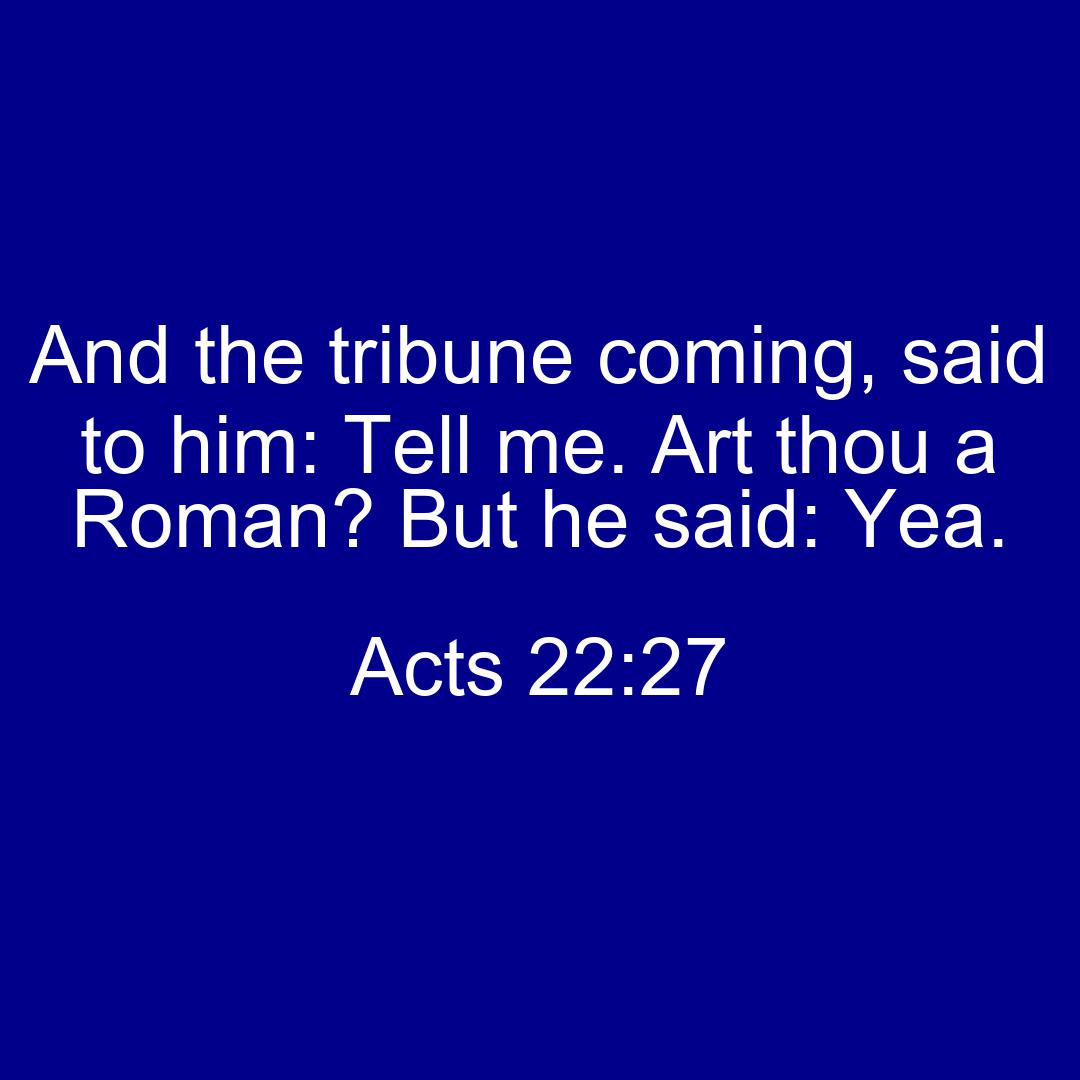 And the tribune coming, said
to him: Tell me. Art thou a
Roman? But he said: Yea.
Acts 22:27